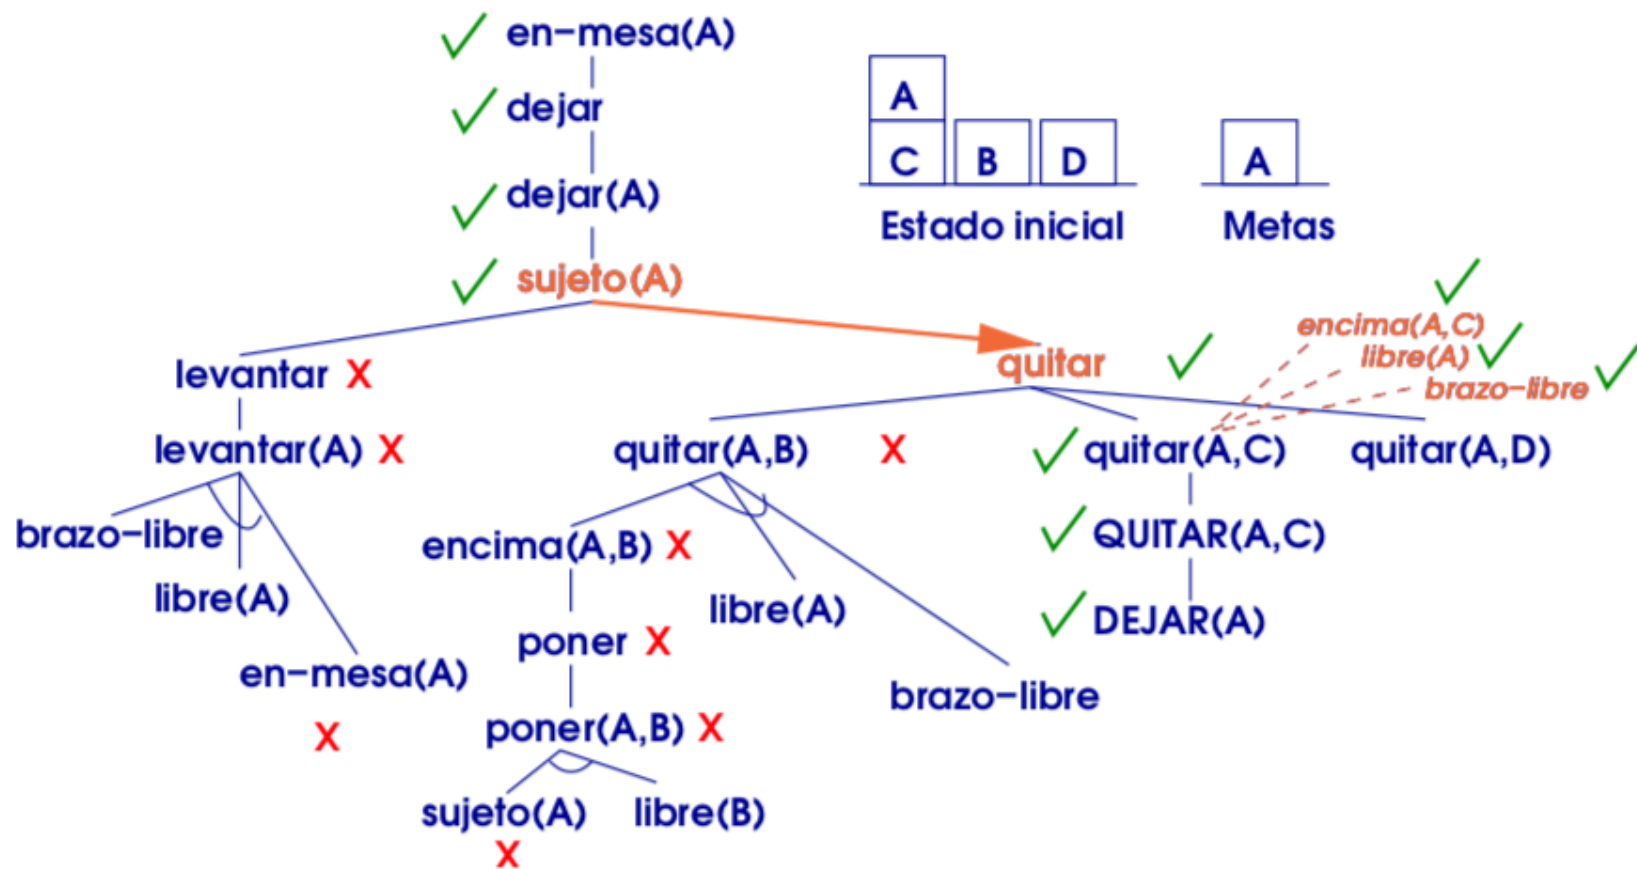 en-mesa(A)
dejar
dejar(A)
sujeto(A)
A
C B D
A
Estado inicial
Metas
levantar X
quitar
encima(A,C)
libre(A)
brazo-libre
levantar(A) X
quitar(A,B) X
quitar(A,C)
quitar(A,D)
brazo-libre
libre(A)
en-mesa(A)
X
encima(A,B) X
libre(A)
brazo-libre
poner X
poner(A,B) X
sujeto(A)
X
libre(B)
QUITAR(A,C)
DEJAR(A)